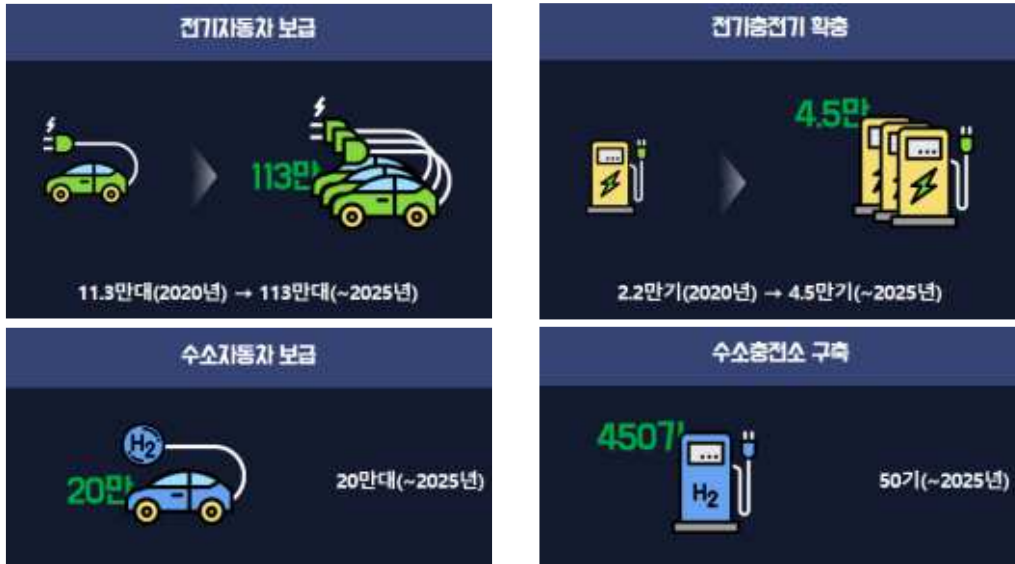 전기자동차 보급
113만
11.3만대(2020년) → 113만대(~2025년)
전기충전기 확충
4.5만
2.2만기(2020년) → 4.5만기(~2025년)
수소자동차 보급
H2
20만
20만대(~2025년)
수소충전소 구축
450기
H2
50기(~2025년)